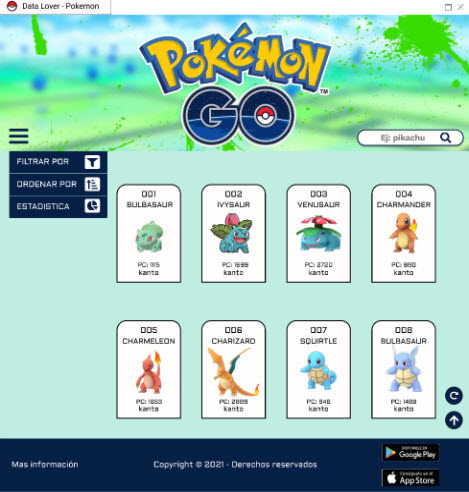 Data Lover - Pokemon
POKéMON
TM
GO
Ej: pikachu
FILTRAR POR
ORDENAR POR
ESTADISTICA
001
BULBASAUR
PC: 1115
kanto
002
IVYSAUR
PC: 1699
kanto
003
VENUSAUR
PC: 2720
kanto
004
CHARMANDER
PC: 980
kanto
005
CHARMELEON
PC: 1653
kanto
006
CHARIZARD
PC: 2889
kanto
007
SQUIRTLE
PC: 946
kanto
008
BULBASAUR
PC: 1488
kanto
Mas información
Copyright © 2021 - Derechos reservados
DISPONIBLE EN
Google Play
Consíguelo en el
App Store